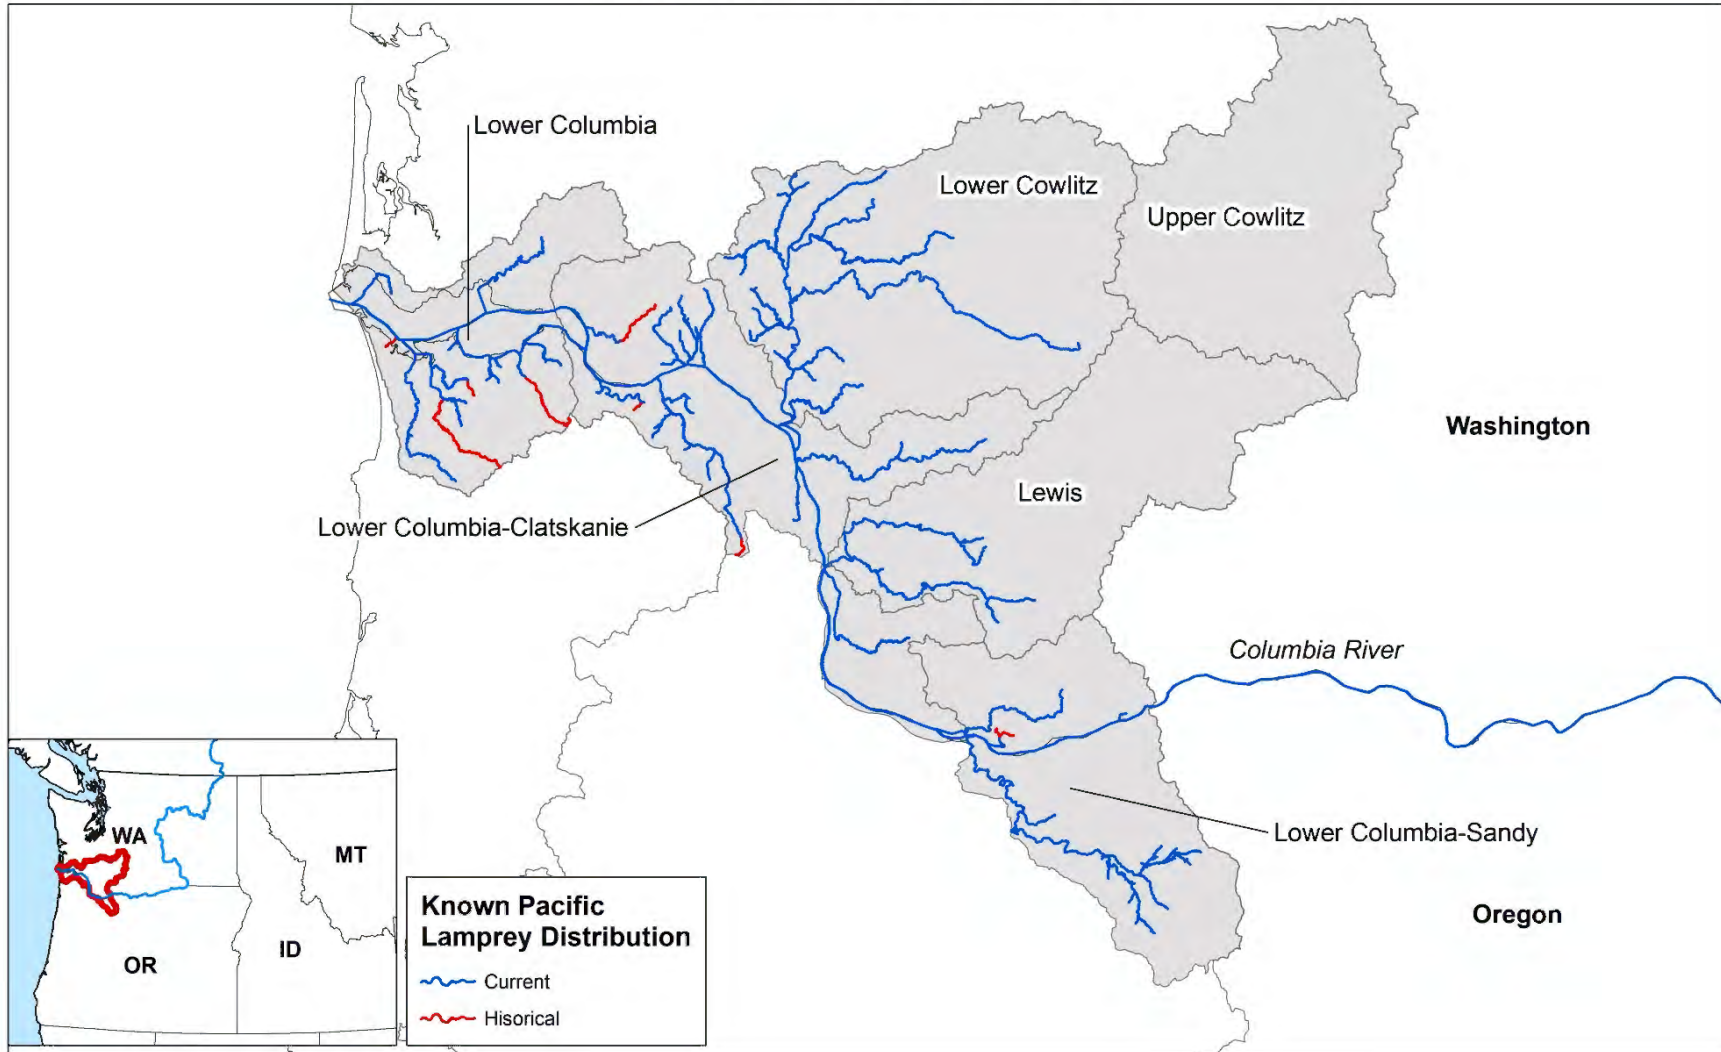 Lower Columbia
Lower Cowlitz
Upper Cowlitz
Washington
Lewis
Lower Columbia-Clatskanie
Columbia River
Lower Columbia-Sandy
Oregon
WA
MT
OR
ID
Known Pacific
Lamprey Distribution
Current
Hisorical